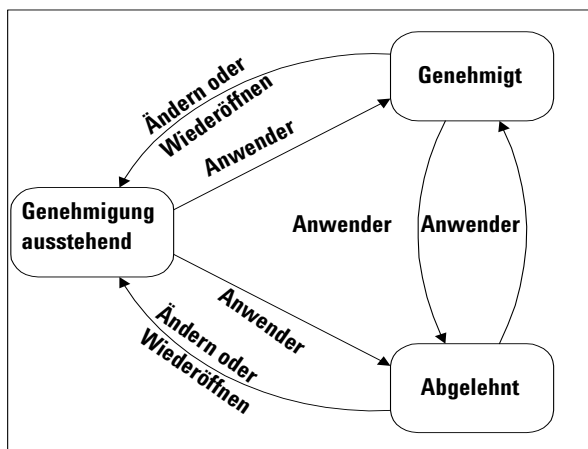 Ändern oder
Wiederöffnen
Genehmigt
Anwender
Genehmigung
ausstehend
Anwender
Anwender
Anwender
Ändern oder
Wiederöffnen
Abgelehnt